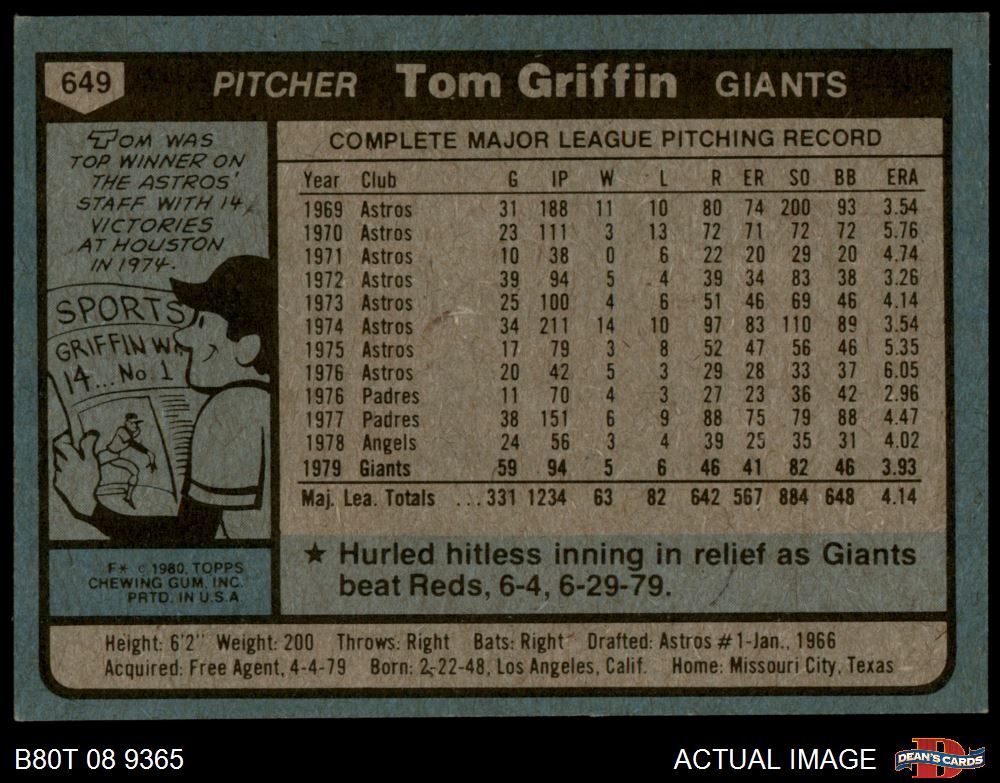 649 PITCHER Tom Griffin GIANTS
TOM WAS
TOP WINNER ON
THE ASTROS'
STAFF WITH 14
VICTORIES
AT HOUSTON
IN 1974.
SPORTS
GRIFFIN WI
14... No. 1
F* © 1980, TOPPS
CHEWING GUM, INC.
PRTD. IN U.S.A.
COMPLETE MAJOR LEAGUE PITCHING RECORD
Year Club G IP W L R ER SO BB ERA
1969 Astros 31 188 11 10 80 74 200 93 3.54
1970 Astros 23 111 3 13 72 71 72 72 5.76
1971 Astros 10 38 0 6 22 20 29 20 4.74
1972 Astros 39 94 5 4 39 34 83 38 3.26
1973 Astros 25 100 4 6 51 46 69 46 4.14
1974 Astros 34 211 14 10 97 83 110 89 3.54
1975 Astros 17 79 3 8 52 47 56 46 5.35
1976 Astros 20 42 5 3 29 28 33 37 6.05
1976 Padres 11 70 4 3 27 23 36 42 2.96
1977 Padres 38 151 6 9 88 75 79 88 4.47
1978 Angels 24 56 3 4 39 25 35 31 4.02
1979 Giants 59 94 5 6 46 41 82 46 3.93
Maj. Lea. Totals ... 331 1234 63 82 642 567 884 648 4.14
★ Hurled hitless inning in relief as Giants
beat Reds, 6-4, 6-29-79.
Height: 6'2" Weight: 200 Throws: Right Bats: Right Drafted: Astros #1-Jan., 1966
Acquired: Free Agent, 4-4-79 Born: 2-22-48, Los Angeles, Calif. Home: Missouri City, Texas
B80T 08 9365 ACTUAL IMAGE D DEAN'S CARDS